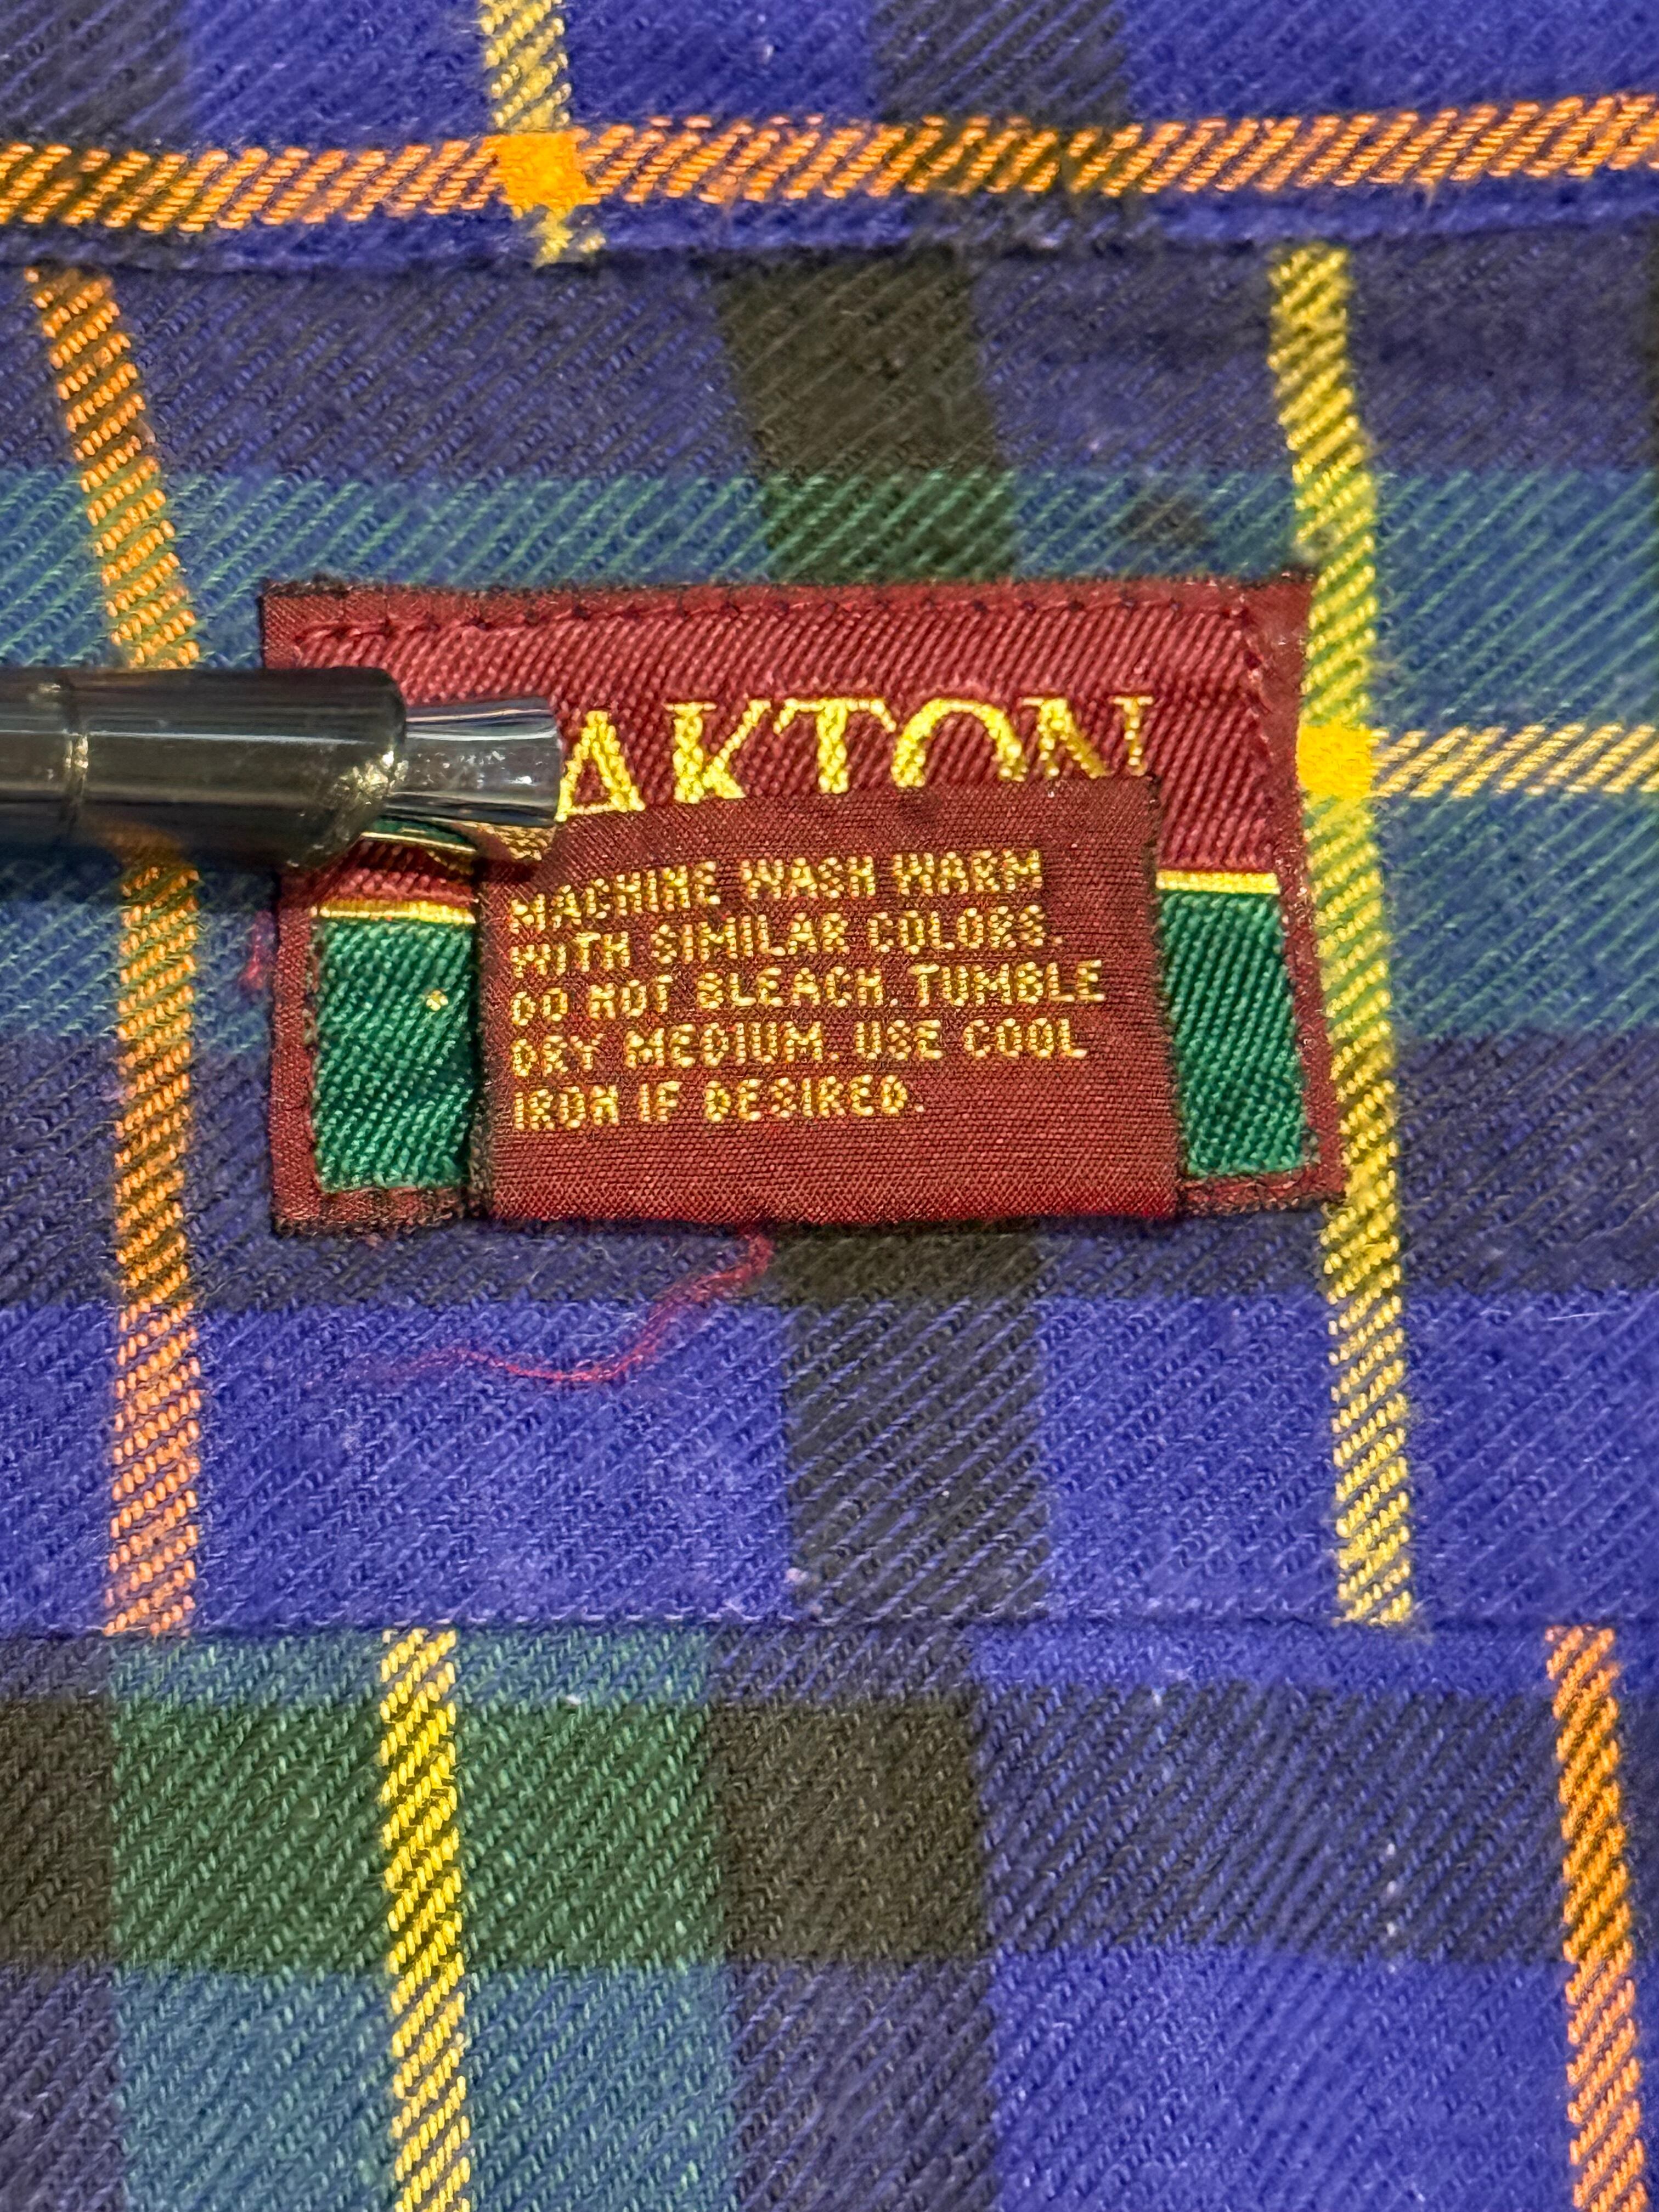 AKTON
MACHINE WASH WARM
WITH SIMILAR COLORS.
DO NOT BLEACH. TUMBLE
DRY MEDIUM. USE COOL
IRON IF DESIRED.